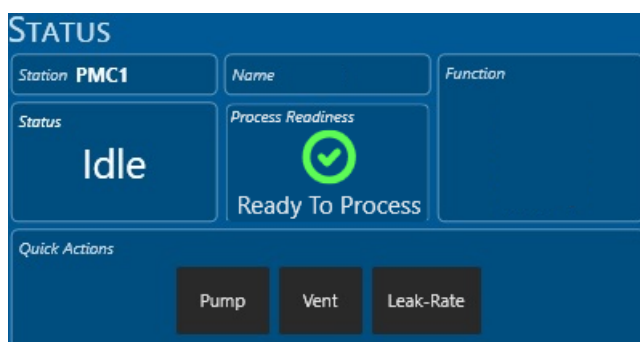 STATUS
Station PMC1
Name
Function
Status
Idle
Process Readiness
Ready To Process
Quick Actions
Pump
Vent
Leak-Rate